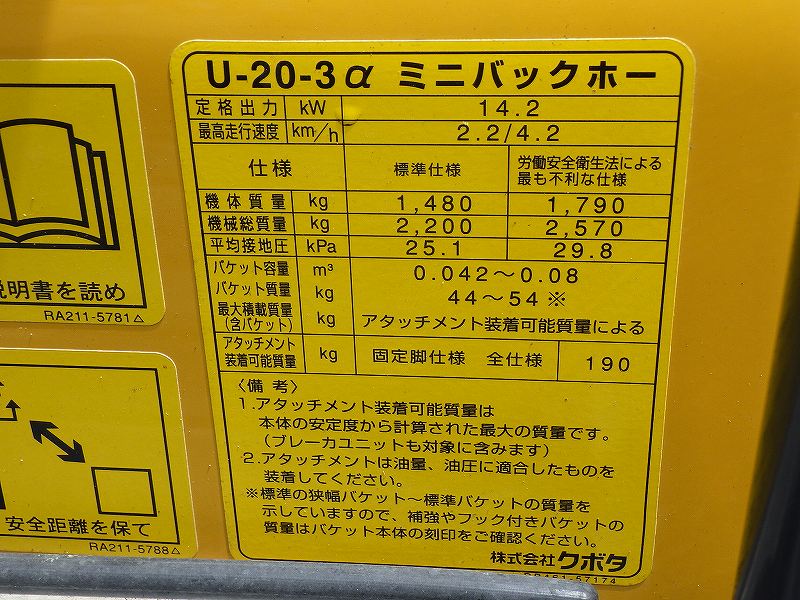 U-20-3α ミニバックホー
定格出力 kW 14.2
最高走行速度 km/h 2.2/4.2
仕様 標準仕様 労働安全衛生法による
最も不利な仕様
機体質量 kg 1,480 1,790
機械総質量 kg 2,200 2,570
平均接地圧 kPa 25.1 29.8
バケット容量 m³ 0.042〜0.08
バケット質量 kg 44〜54※
最大積載質量
(含バケット) kg アタッチメント装着可能質量による
アタッチメント
装着可能質量 kg 固定脚仕様 全仕様 190
〈備考〉
1.アタッチメント装着可能質量は
本体の安定度から計算された最大の質量です。
(ブレーカユニットも対象に含みます)
2.アタッチメントは油量、油圧に適合したものを
装着してください。
※標準の狭幅バケット〜標準バケットの質量を
示していますので、補強やフック付きバケットの
質量はバケット本体の刻印をご確認ください。
株式会社クボタ
説明書を読め
RA211-5781△
安全距離を保て
RA211-5788△